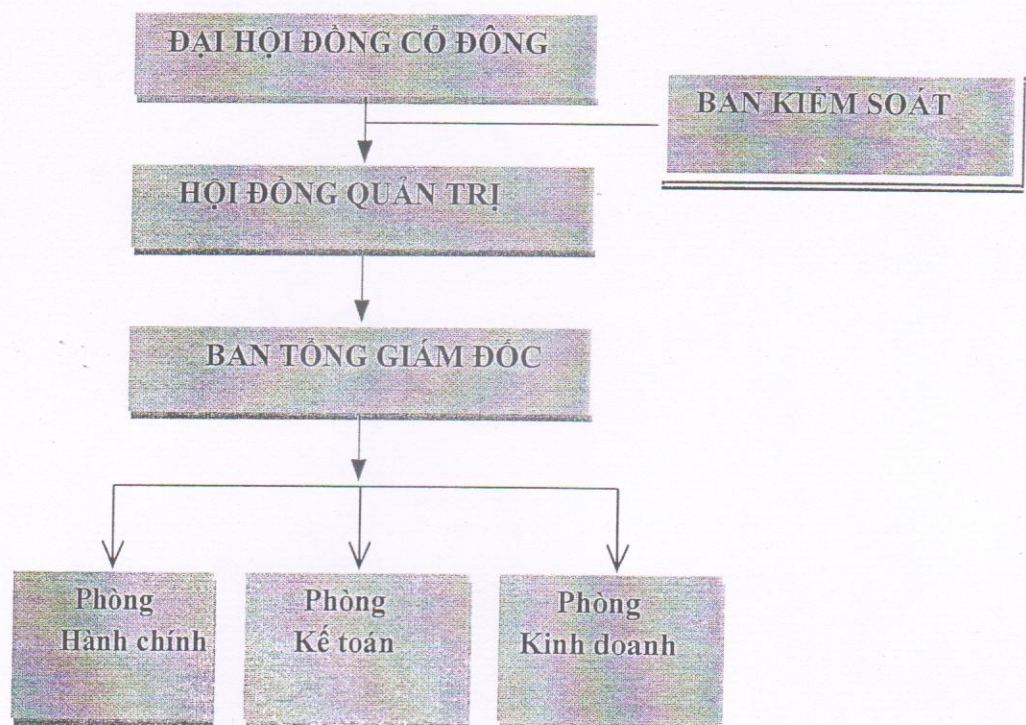 ĐẠI HỘI ĐỒNG CỔ ĐÔNG
BAN KIỂM SOÁT
HỘI ĐỒNG QUẢN TRỊ
BAN TỔNG GIÁM ĐỐC
Phòng
Hành chính
Phòng
Kế toán
Phòng
Kinh doanh